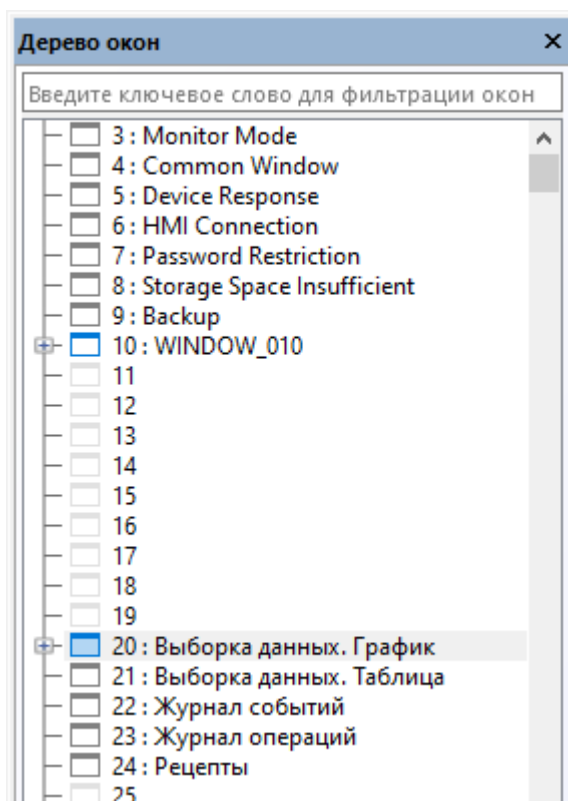 Дерево окон
Введите ключевое слово для фильтрации окон
3 : Monitor Mode
4 : Common Window
5 : Device Response
6 : HMI Connection
7 : Password Restriction
8 : Storage Space Insufficient
9 : Backup
10 : WINDOW_010
11
12
13
14
15
16
17
18
19
20 : Выборка данных. График
21 : Выборка данных. Таблица
22 : Журнал событий
23 : Журнал операций
24 : Рецепты
25